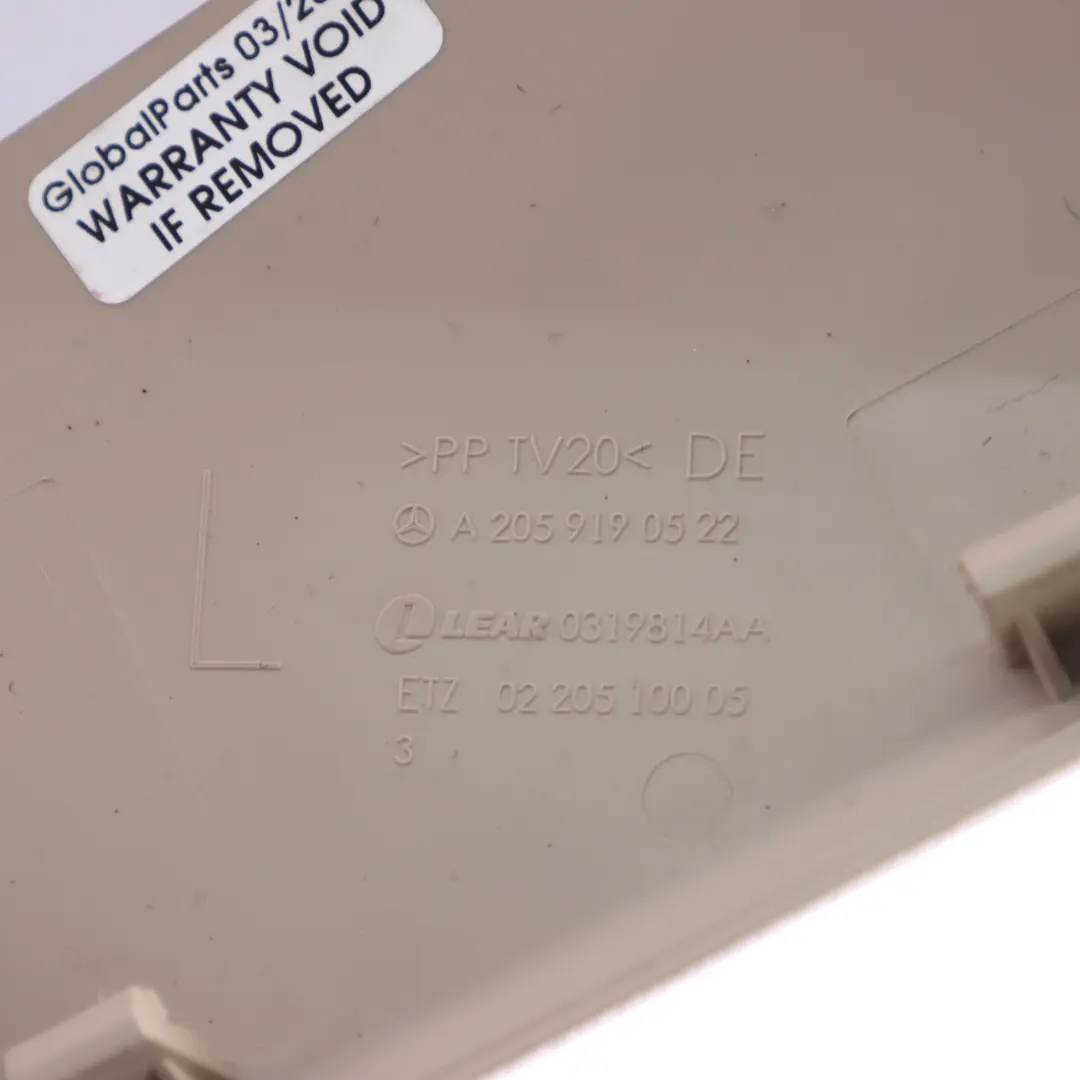 GlobalParts 03/20
WARRANTY VOID
IF REMOVED
L
>PP TV20< DE
A 205 919 05 22
L LEAR 0319814AA
ETZ 02 205 100 05
3